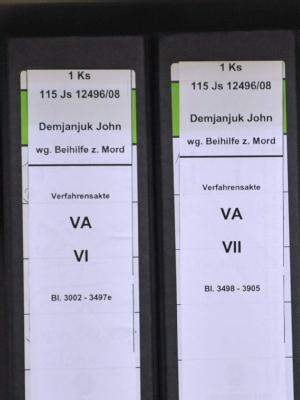 1 Ks
115 Js 12496/08
Demjanjuk John
wg. Beihilfe z. Mord
Verfahrensakte
VA
VI
Bl. 3002 - 3497e
1 Ks
115 Js 12496/08
Demjanjuk John
wg. Beihilfe z. Mord
Verfahrensakte
VA
VII
Bl. 3498 - 3905